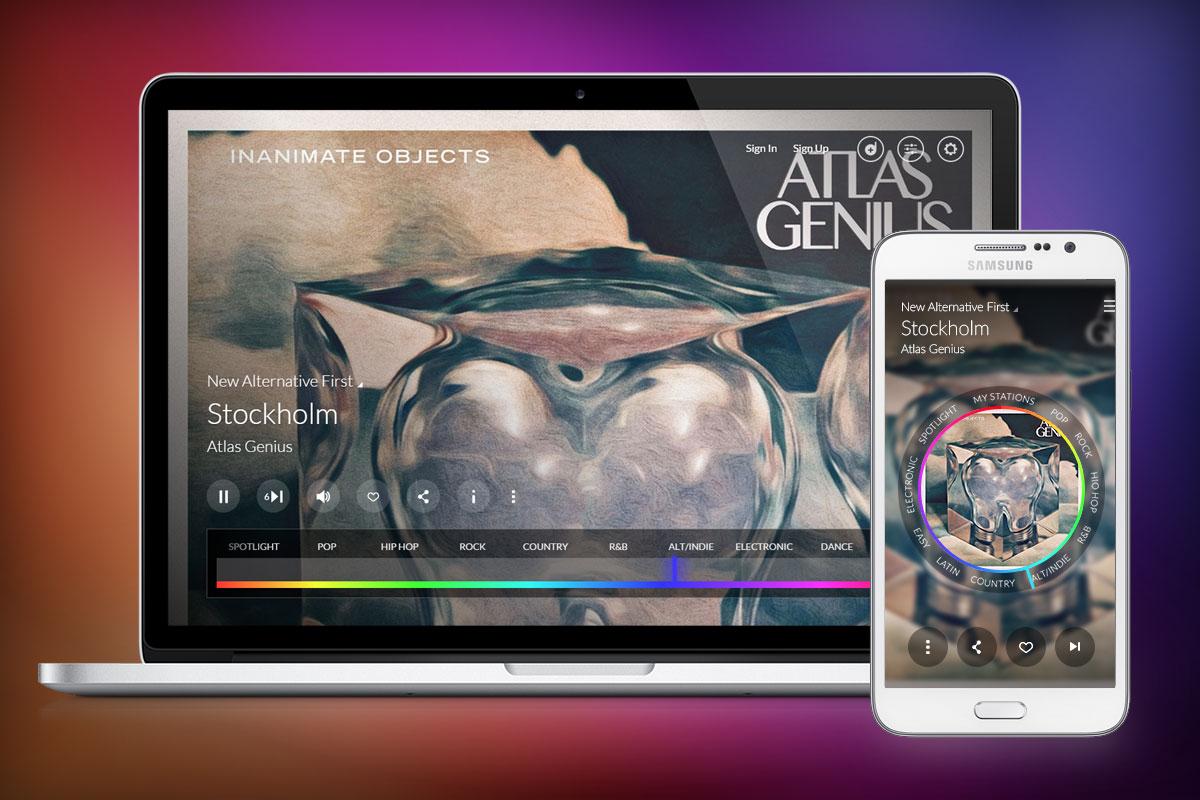 INANIMATE OBJECTS
Sign In Sign Up
ATLAS
GENIUS
New Alternative First
Stockholm
Atlas Genius
6
SPOTLIGHT POP HIP HOP ROCK COUNTRY R&B ALT/INDIE ELECTRONIC DANCE
SAMSUNG
New Alternative First
Stockholm
Atlas Genius
MY STATIONS
POP
ROCK
HIO HOP
R&B
ALT/INDIE
COUNTRY
LATIN
EASY
ELECTRONIC
SPOTLIGHT